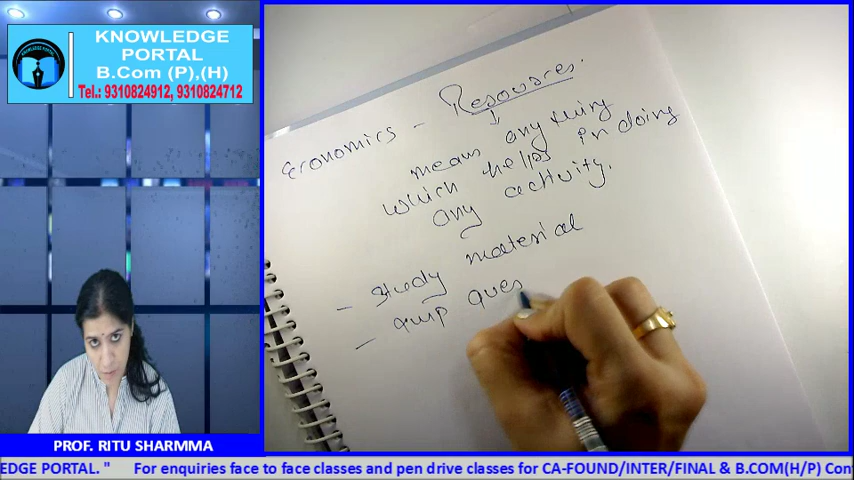 KNOWLEDGE
PORTAL
B.Com (P),(H)
Tel.: 9310824912, 9310824712
Economics - Resources.
means any thing
which helps in doing
any activity.
- Study material
- qmp ques
PROF. RITU SHARMMA
EDGE PORTAL. " For enquiries face to face classes and pen drive classes for CA-FOUND/INTER/FINAL & B.COM(H/P) Con